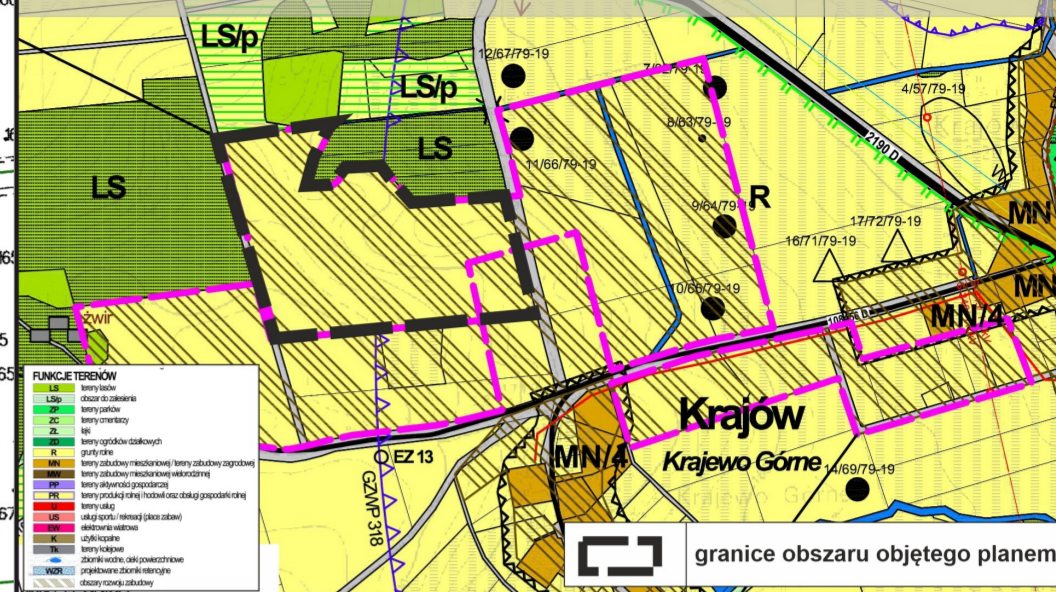 LS/p
12/67/79-19
LS/p
4/57/79-19
8/63/79-19
2190 D
LS
LS
11/66/79-19
R
9/64/79-19
MN
17/72/79-19
16/71/79-19
10/65/79-19
MN
MN/4
żwir
FUNKCJE TERENÓW
LS tereny lasów
LS/p obszar do zalesienia
ZP tereny parków
ZC tereny cmentarzy
ZŁ łąki
ZD tereny ogródków działkowych
R grunty rolne
MN tereny zabudowy mieszkaniowej / tereny zabudowy zagrodowej
MW tereny zabudowy mieszkaniowej wielorodzinnej
PP tereny aktywności gospodarczej
PR tereny produkcji rolnej i hodowli oraz obsługi gospodarki rolnej
U tereny usług
US usługi sportu / rekreacji (place zabaw)
EW elektrownia wiatrowa
K użytki kopalne
Tk tereny kolejowe
zbiorniki wodne, cieki powierzchniowe
WZR projektowane zbiorniki retencyjne
obszary rozwoju zabudowy
Krajów
Krajewo Górne
EZ 13
MN/4
14/69/79-19
GZWP 318
Krajewo Górne
granice obszaru objętego planem